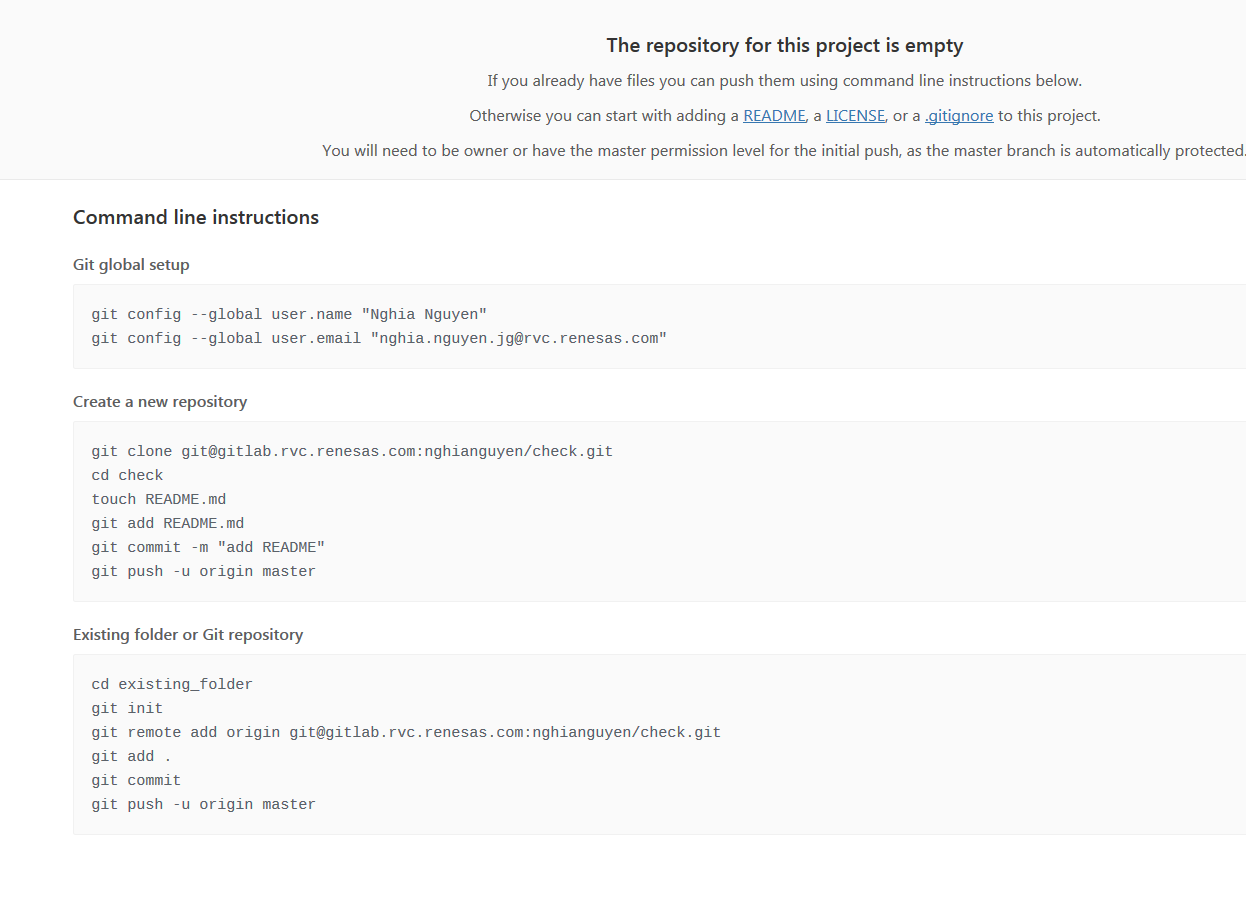 The repository for this project is empty
If you already have files you can push them using command line instructions below.
Otherwise you can start with adding a README, a LICENSE, or a .gitignore to this project.
You will need to be owner or have the master permission level for the initial push, as the master branch is automatically protected.
Command line instructions
Git global setup
git config --global user.name "Nghia Nguyen"
git config --global user.email "nghia.nguyen.jg@rvc.renesas.com"
Create a new repository
git clone git@gitlab.rvc.renesas.com:nghianguyen/check.git
cd check
touch README.md
git add README.md
git commit -m "add README"
git push -u origin master
Existing folder or Git repository
cd existing_folder
git init
git remote add origin git@gitlab.rvc.renesas.com:nghianguyen/check.git
git add .
git commit
git push -u origin master